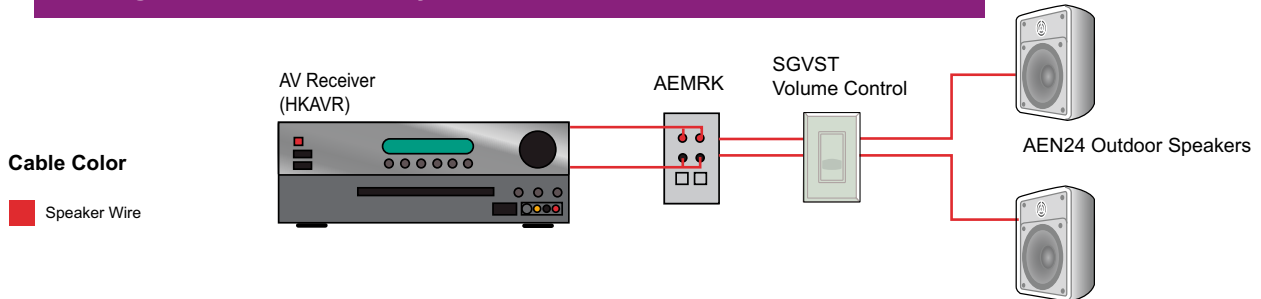 AV Receiver
(HKAVR)
AEMRK
SGVST
Volume Control
AEN24 Outdoor Speakers
Cable Color
Speaker Wire